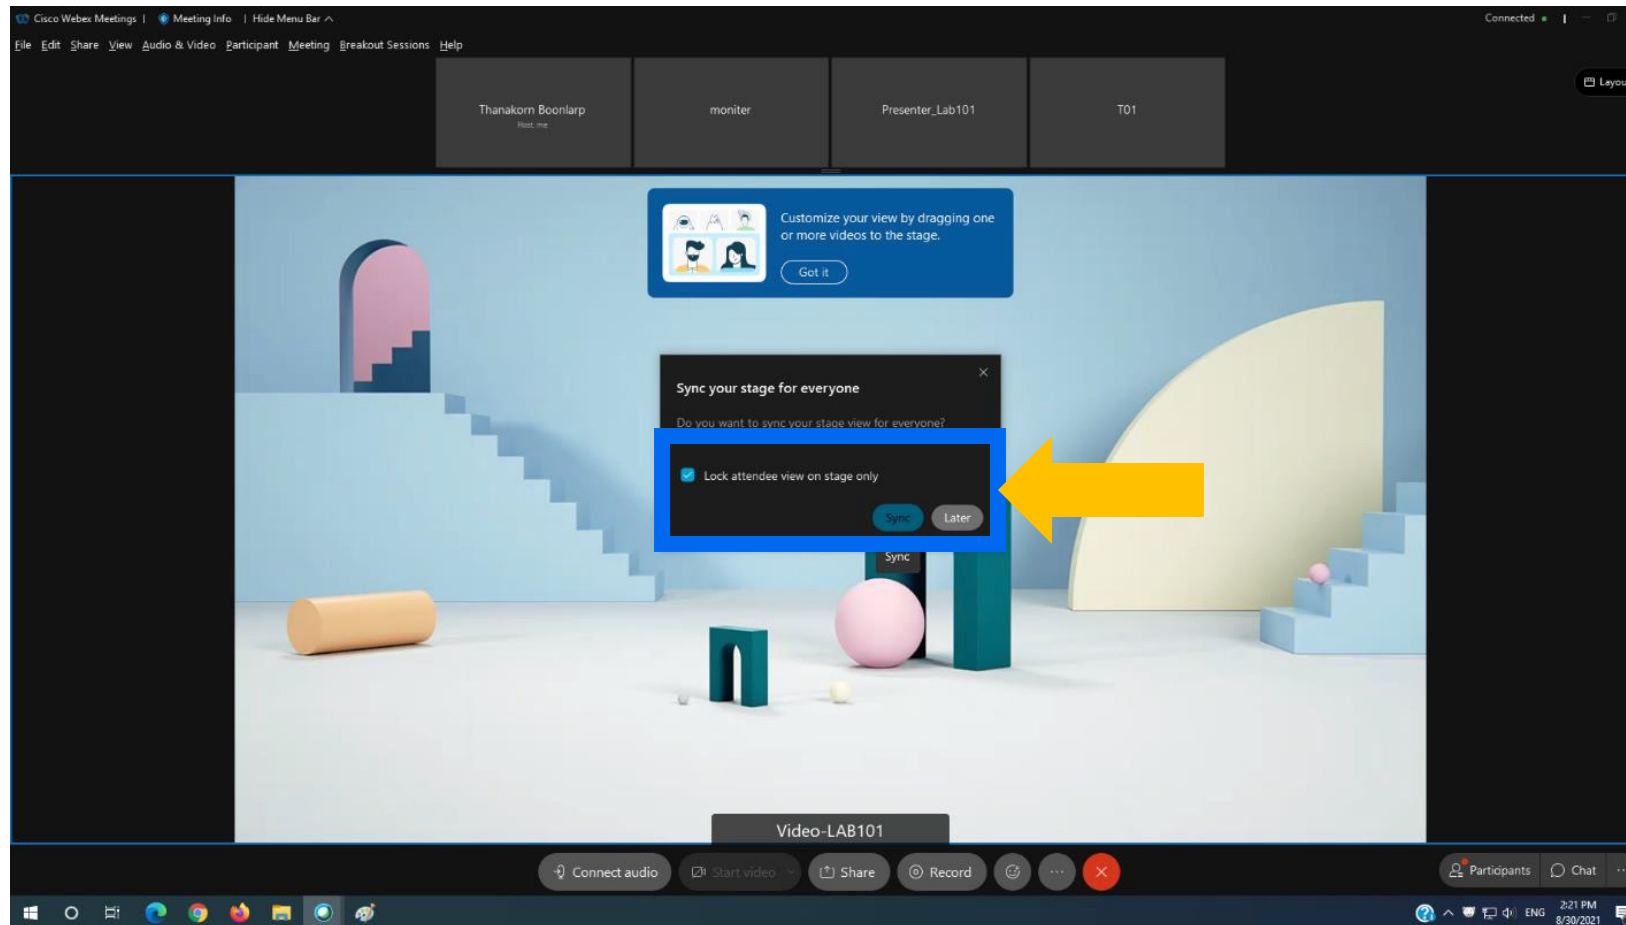 Cisco Webex Meetings | Meeting Info | Hide Menu Bar
Connected
File Edit Share View Audio & Video Participant Meeting Breakout Sessions Help
Layou
Thanakorn Boonlarp
Host, me
moniter
Presenter_Lab101
T01
Customize your view by dragging one
or more videos to the stage.
Got it
Sync your stage for everyone
Do you want to sync your stage view for everyone?
Lock attendee view on stage only
Sync
Later
Sync
Video-LAB101
Connect audio
Start video
Share
Record
Participants
Chat
ENG
2:21 PM
8/30/2021